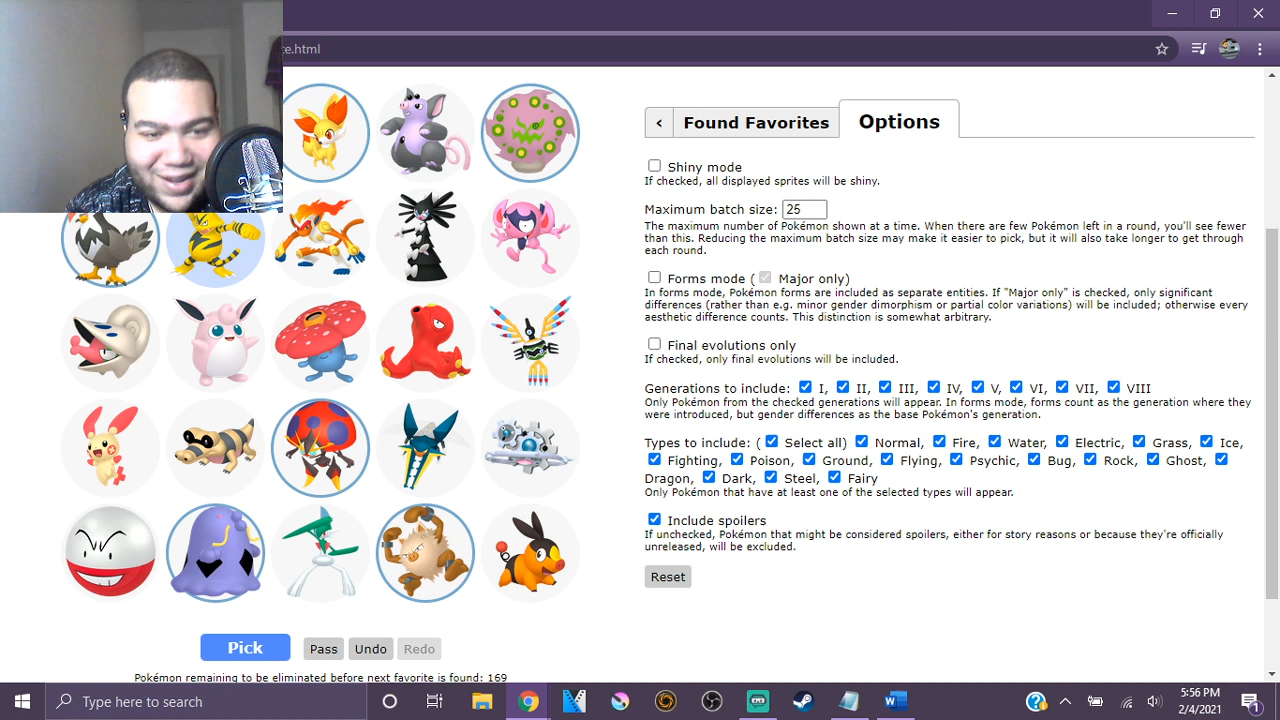 te.html
‹ Found Favorites Options
Shiny mode
If checked, all displayed sprites will be shiny.
Maximum batch size: 25
The maximum number of Pokémon shown at a time. When there are few Pokémon left in a round, you'll see fewer
than this. Reducing the maximum batch size may make it easier to pick, but it will also take longer to get through
each round.
Forms mode ( Major only)
In forms mode, Pokémon forms are included as separate entities. If "Major only" is checked, only significant
differences (rather than e.g. minor gender dimorphism or partial color variations) will be included; otherwise every
aesthetic difference counts. This distinction is somewhat arbitrary.
Final evolutions only
If checked, only final evolutions will be included.
Generations to include: I, II, III, IV, V, VI, VII, VIII
Only Pokémon from the checked generations will appear. In forms mode, forms count as the generation where they
were introduced, but gender differences as the base Pokémon's generation.
Types to include: ( Select all) Normal, Fire, Water, Electric, Grass, Ice,
Fighting, Poison, Ground, Flying, Psychic, Bug, Rock, Ghost,
Dragon, Dark, Steel, Fairy
Only Pokémon that have at least one of the selected types will appear.
Include spoilers
If unchecked, Pokémon that might be considered spoilers, either for story reasons or because they're officially
unreleased, will be excluded.
Reset
Pick Pass Undo Redo
Pokémon remaining to be eliminated before next favorite is found: 169
Type here to search
5:56 PM
2/4/2021